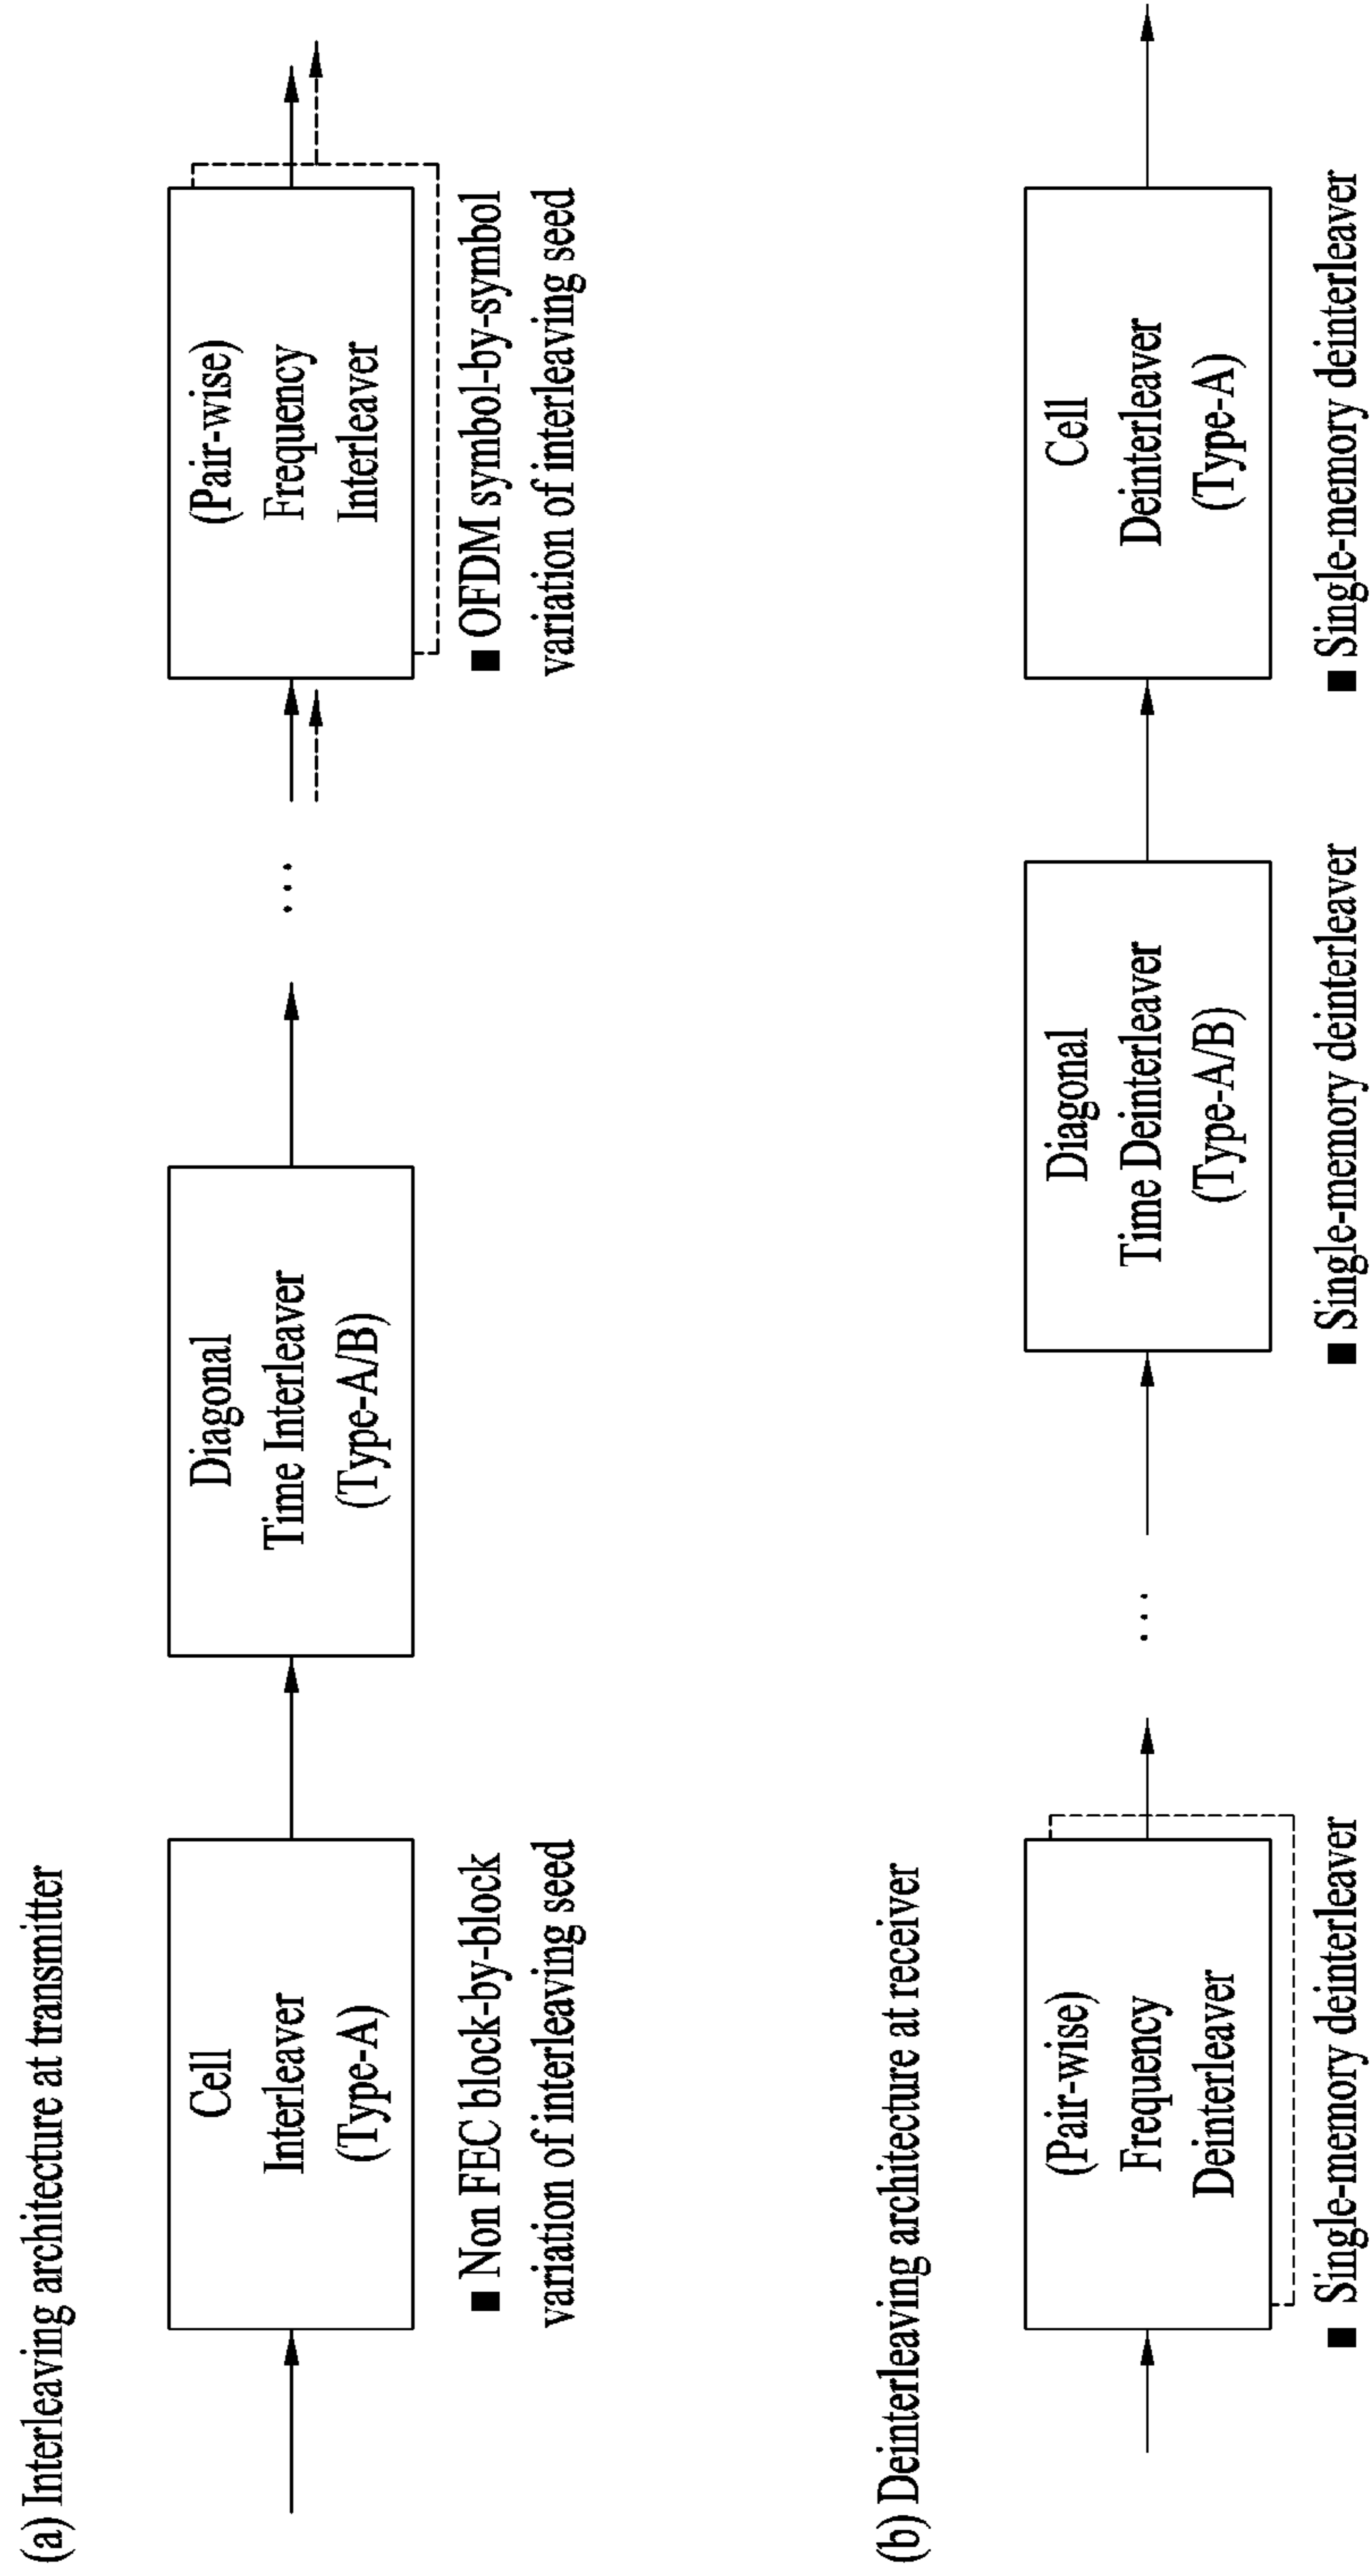 (a) Interleaving architecture at transmitter
Cell
Interleaver
(Type-A)
■ Non FEC block-by-block
variation of interleaving seed
Diagonal
Time Interleaver
(Type-A/B)
...
(Pair-wise)
Frequency
Interleaver
■ OFDM symbol-by-symbol
variation of interleaving seed
(b) Deinterleaving architecture at receiver
(Pair-wise)
Frequency
Deinterleaver
■ Single-memory deinterleaver
...
Diagonal
Time Deinterleaver
(Type-A/B)
■ Single-memory deinterleaver
Cell
Deinterleaver
(Type-A)
■ Single-memory deinterleaver